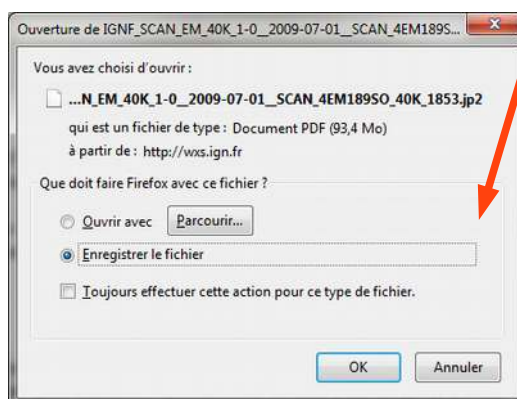 Ouverture de IGNF_SCAN_EM_40K_1-0__2009-07-01__SCAN_4EM189S...
Vous avez choisi d'ouvrir :
...N_EM_40K_1-0__2009-07-01__SCAN_4EM189SO_40K_1853.jp2
qui est un fichier de type : Document PDF (93,4 Mo)
à partir de : http://wxs.ign.fr
Que doit faire Firefox avec ce fichier ?
Ouvrir avec Parcourir...
Enregistrer le fichier
Toujours effectuer cette action pour ce type de fichier.
OK Annuler